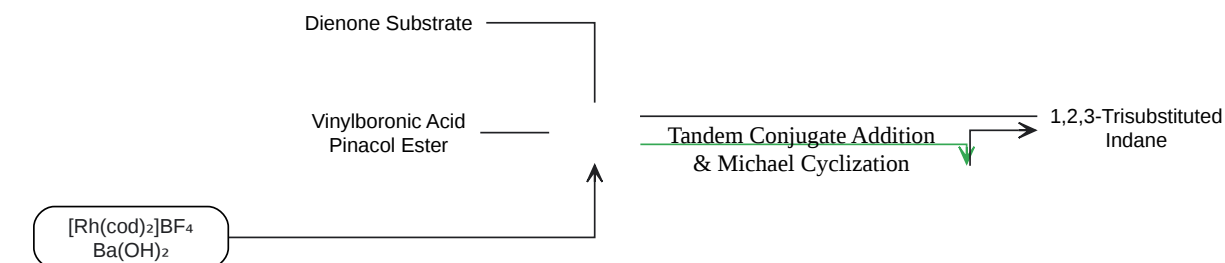 Dienone Substrate
Vinylboronic Acid
Pinacol Ester
[Rh(cod)₂]BF₄
Ba(OH)₂
Tandem Conjugate Addition
& Michael Cyclization
1,2,3-Trisubstituted
Indane